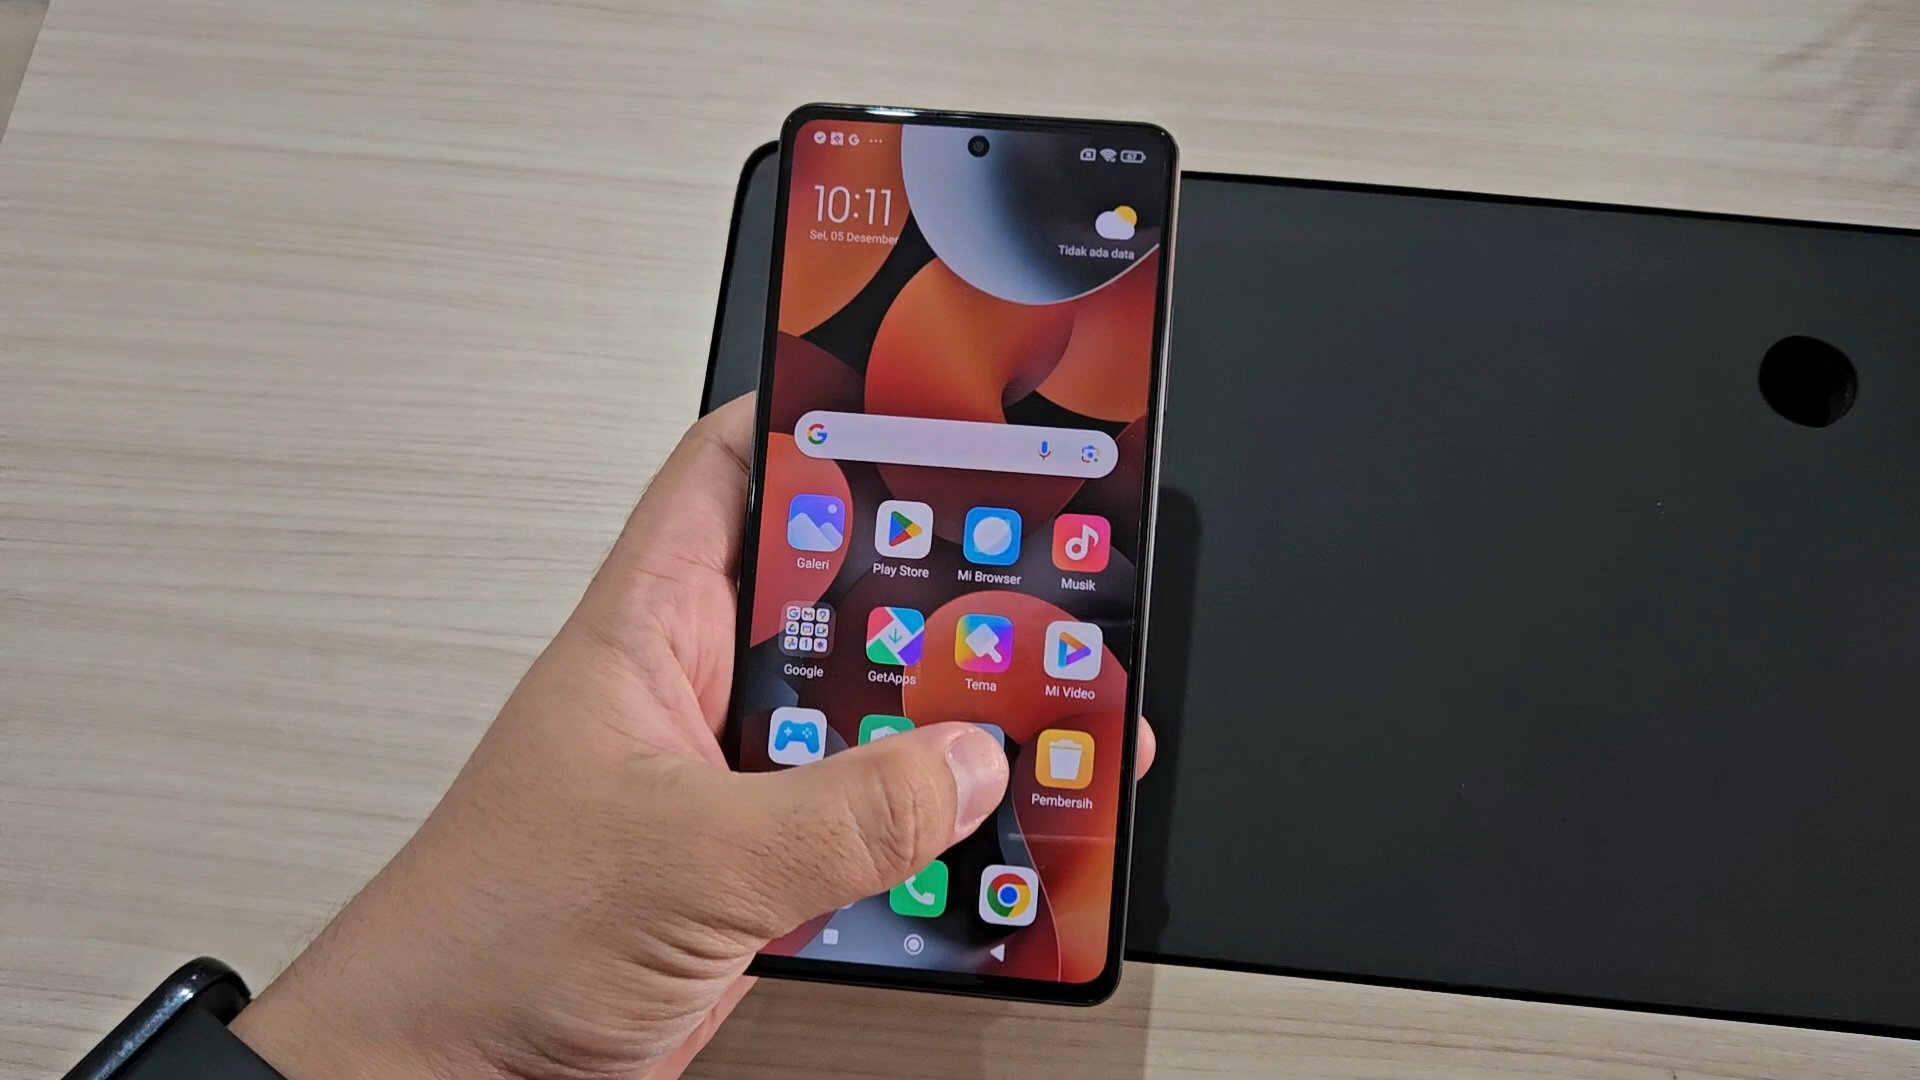 67
10:11
Sel, 05 Desember
Tidak ada data
Galeri
Play Store
Mi Browser
Musik
Google
GetApps
Tema
Mi Video
Pembersih